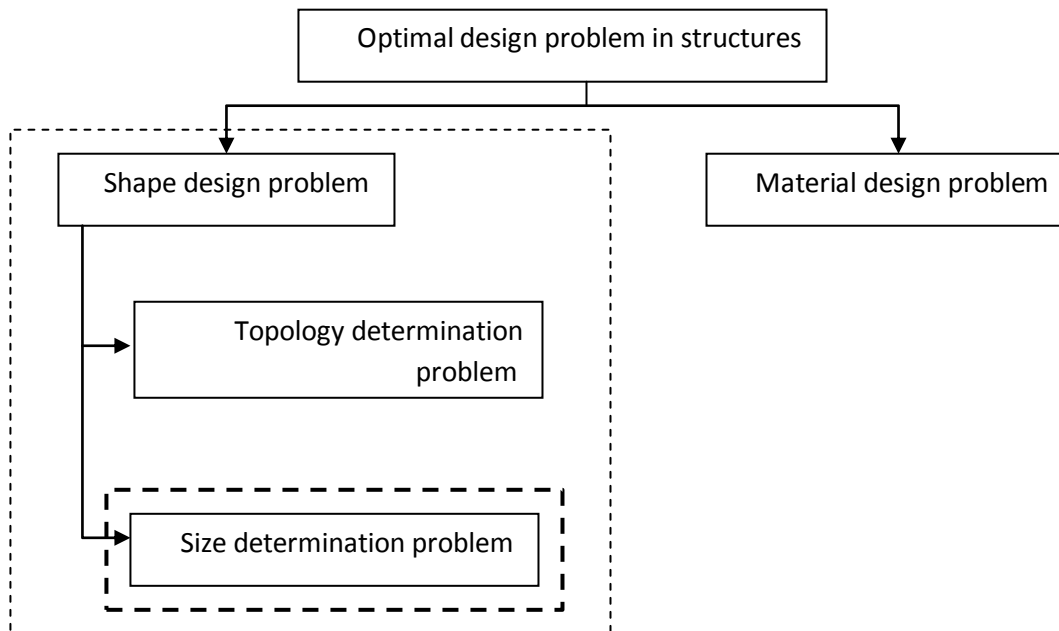 Optimal design problem in structures
Shape design problem
Material design problem
Topology determination
problem
Size determination problem